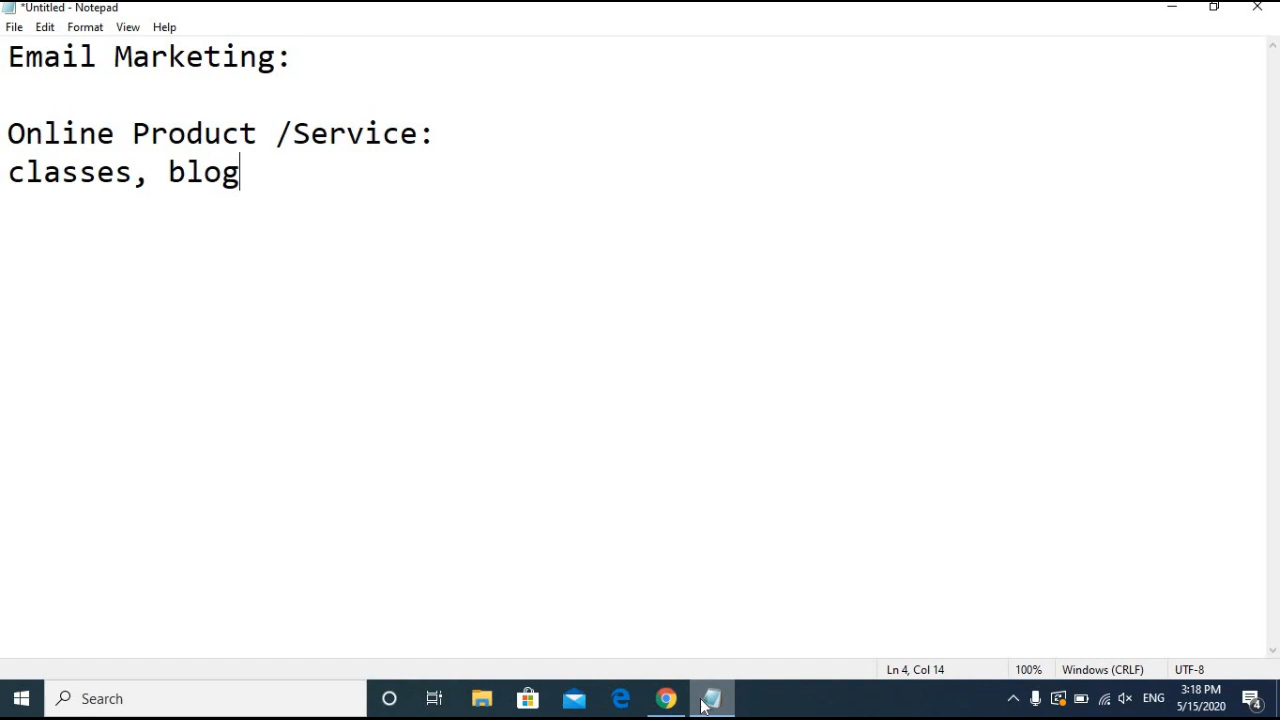 *Untitled - Notepad
File Edit Format View Help
Email Marketing:
Online Product /Service:
classes, blog
Ln 4, Col 14 100% Windows (CRLF) UTF-8
Search
ENG
3:18 PM
5/15/2020
4